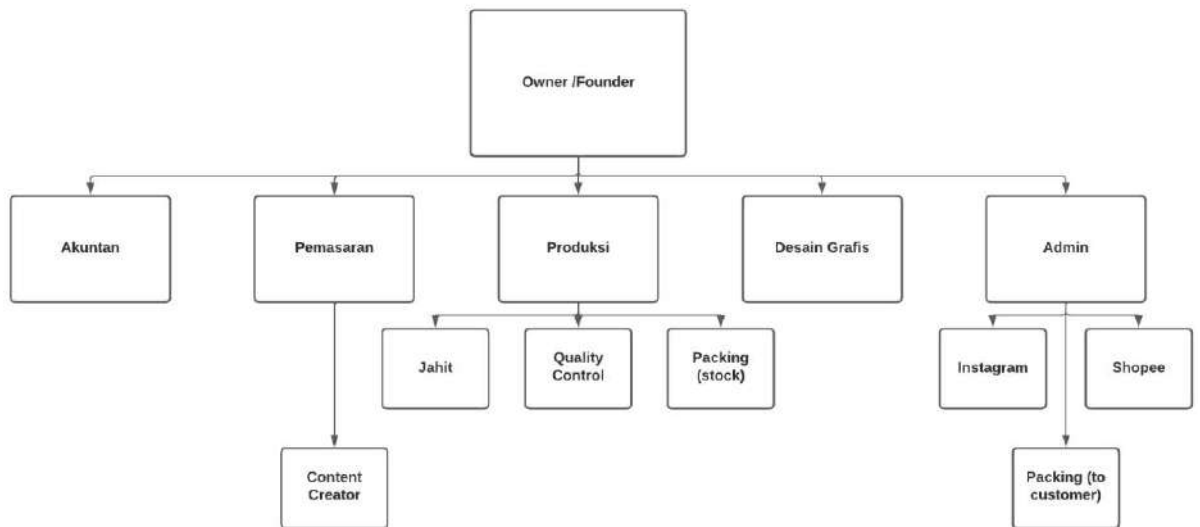 Owner /Founder
Akuntan
Pemasaran
Produksi
Desain Grafis
Admin
Jahit
Quality
Control
Packing
(stock)
Instagram
Shopee
Content
Creator
Packing (to
customer)